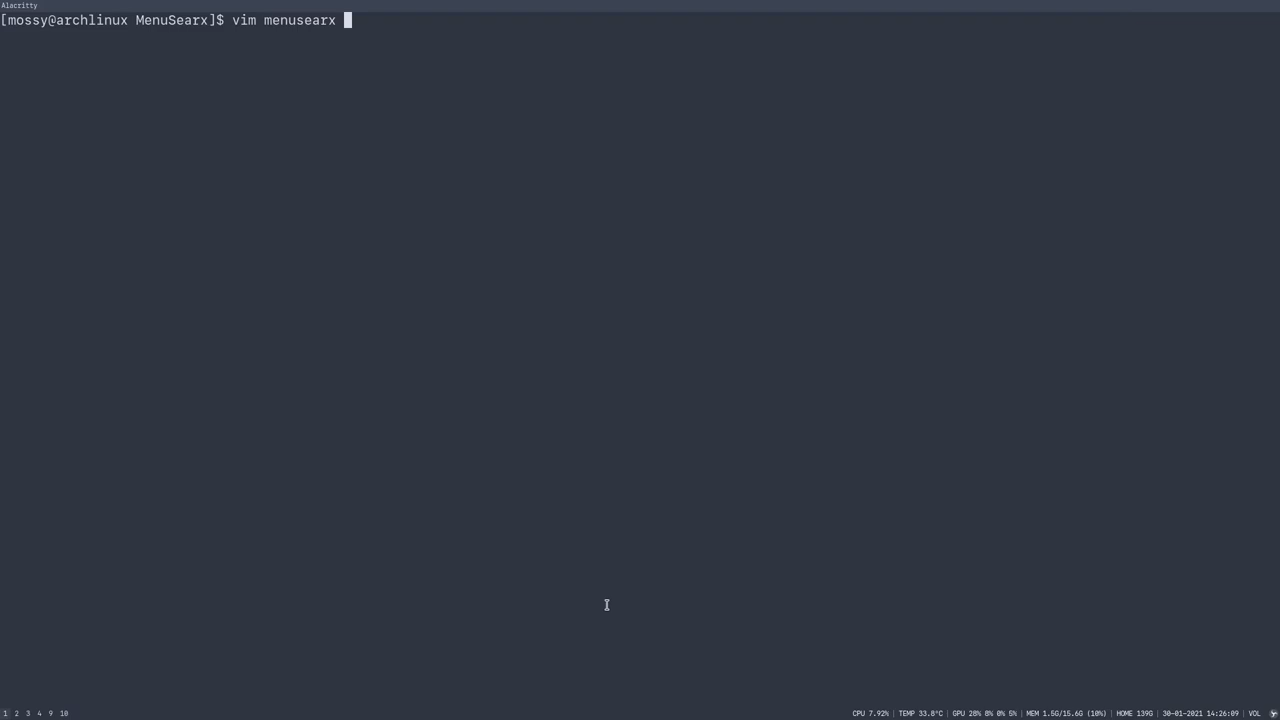 Alacritty
[mossy@archlinux MenuSearx]$ vim menusearx
1 2 3 4 9 10 CPU 7.92% | TEMP 33.8°C | GPU 28% 8% 0% 5% | MEM 1.5G/15.6G (10%) | HOME 139G | 30-01-2021 14:26:09 | VOL